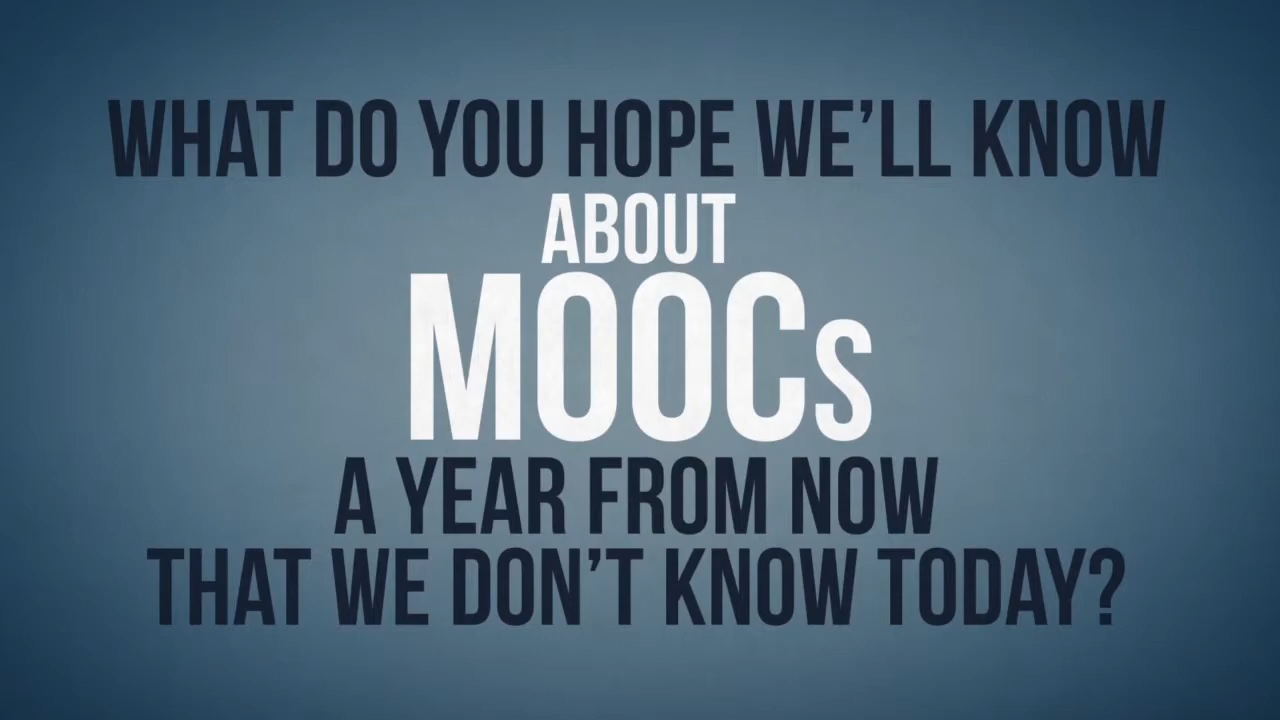 WHAT DO YOU HOPE WE'LL KNOW
ABOUT
MOOCs
A YEAR FROM NOW
THAT WE DON'T KNOW TODAY?